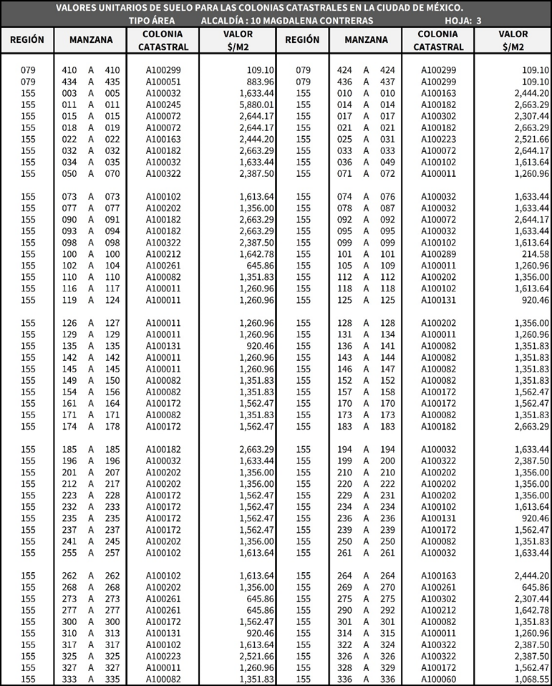 VALORES UNITARIOS DE SUELO PARA LAS COLONIAS CATASTRALES EN LA CIUDAD DE MÉXICO.
TIPO ÁREA ALCALDÍA : 10 MAGDALENA CONTRERAS HOJA: 3
REGIÓN MANZANA COLONIA CATASTRAL VALOR $/M2 REGIÓN MANZANA COLONIA CATASTRAL VALOR $/M2
079 410 A 410 A100299 109.10 079 424 A 424 A100299 109.10
079 434 A 435 A100051 883.96 079 436 A 437 A100299 109.10
155 003 A 005 A100032 1,633.44 155 010 A 010 A100163 2,444.20
155 011 A 011 A100245 5,880.01 155 014 A 014 A100182 2,663.29
155 015 A 015 A100072 2,644.17 155 017 A 017 A100302 2,307.44
155 018 A 019 A100072 2,644.17 155 021 A 021 A100182 2,663.29
155 022 A 022 A100163 2,444.20 155 025 A 031 A100223 2,521.66
155 032 A 032 A100182 2,663.29 155 033 A 033 A100072 2,644.17
155 034 A 035 A100032 1,633.44 155 036 A 049 A100102 1,613.64
155 050 A 070 A100322 2,387.50 155 071 A 072 A100011 1,260.96
155 073 A 073 A100102 1,613.64 155 074 A 076 A100032 1,633.44
155 077 A 077 A100202 1,356.00 155 078 A 087 A100032 1,633.44
155 090 A 091 A100182 2,663.29 155 092 A 092 A100072 2,644.17
155 093 A 094 A100182 2,663.29 155 095 A 095 A100032 1,633.44
155 098 A 098 A100322 2,387.50 155 099 A 099 A100102 1,613.64
155 100 A 100 A100212 1,642.78 155 101 A 101 A100289 214.58
155 102 A 104 A100261 645.86 155 105 A 109 A100011 1,260.96
155 110 A 110 A100082 1,351.83 155 112 A 112 A100202 1,356.00
155 116 A 117 A100011 1,260.96 155 118 A 118 A100102 1,613.64
155 119 A 124 A100011 1,260.96 155 125 A 125 A100131 920.46
155 126 A 127 A100011 1,260.96 155 128 A 128 A100202 1,356.00
155 129 A 129 A100011 1,260.96 155 131 A 134 A100011 1,260.96
155 135 A 135 A100131 920.46 155 136 A 141 A100082 1,351.83
155 142 A 142 A100011 1,260.96 155 143 A 144 A100082 1,351.83
155 145 A 145 A100011 1,260.96 155 146 A 147 A100082 1,351.83
155 149 A 150 A100082 1,351.83 155 152 A 152 A100082 1,351.83
155 154 A 156 A100082 1,351.83 155 157 A 158 A100172 1,562.47
155 161 A 164 A100172 1,562.47 155 170 A 170 A100172 1,562.47
155 171 A 171 A100082 1,351.83 155 173 A 173 A100082 1,351.83
155 174 A 178 A100172 1,562.47 155 183 A 183 A100182 2,663.29
155 185 A 185 A100182 2,663.29 155 194 A 194 A100032 1,633.44
155 196 A 196 A100032 1,633.44 155 199 A 200 A100322 2,387.50
155 201 A 207 A100202 1,356.00 155 210 A 210 A100202 1,356.00
155 212 A 217 A100202 1,356.00 155 220 A 222 A100202 1,356.00
155 223 A 228 A100172 1,562.47 155 229 A 231 A100202 1,356.00
155 232 A 233 A100172 1,562.47 155 234 A 234 A100102 1,613.64
155 235 A 235 A100172 1,562.47 155 236 A 236 A100131 920.46
155 237 A 237 A100172 1,562.47 155 239 A 239 A100172 1,562.47
155 241 A 245 A100202 1,356.00 155 250 A 250 A100082 1,351.83
155 255 A 257 A100102 1,613.64 155 261 A 261 A100032 1,633.44
155 262 A 262 A100102 1,613.64 155 264 A 264 A100163 2,444.20
155 268 A 268 A100202 1,356.00 155 269 A 270 A100261 645.86
155 273 A 273 A100261 645.86 155 275 A 275 A100302 2,307.44
155 277 A 277 A100261 645.86 155 290 A 292 A100212 1,642.78
155 300 A 300 A100172 1,562.47 155 301 A 301 A100082 1,351.83
155 310 A 313 A100131 920.46 155 314 A 315 A100011 1,260.96
155 317 A 317 A100102 1,613.64 155 322 A 324 A100322 2,387.50
155 325 A 325 A100223 2,521.66 155 326 A 326 A100322 2,387.50
155 327 A 327 A100011 1,260.96 155 328 A 329 A100172 1,562.47
155 333 A 335 A100082 1,351.83 155 336 A 336 A100060 1,068.55